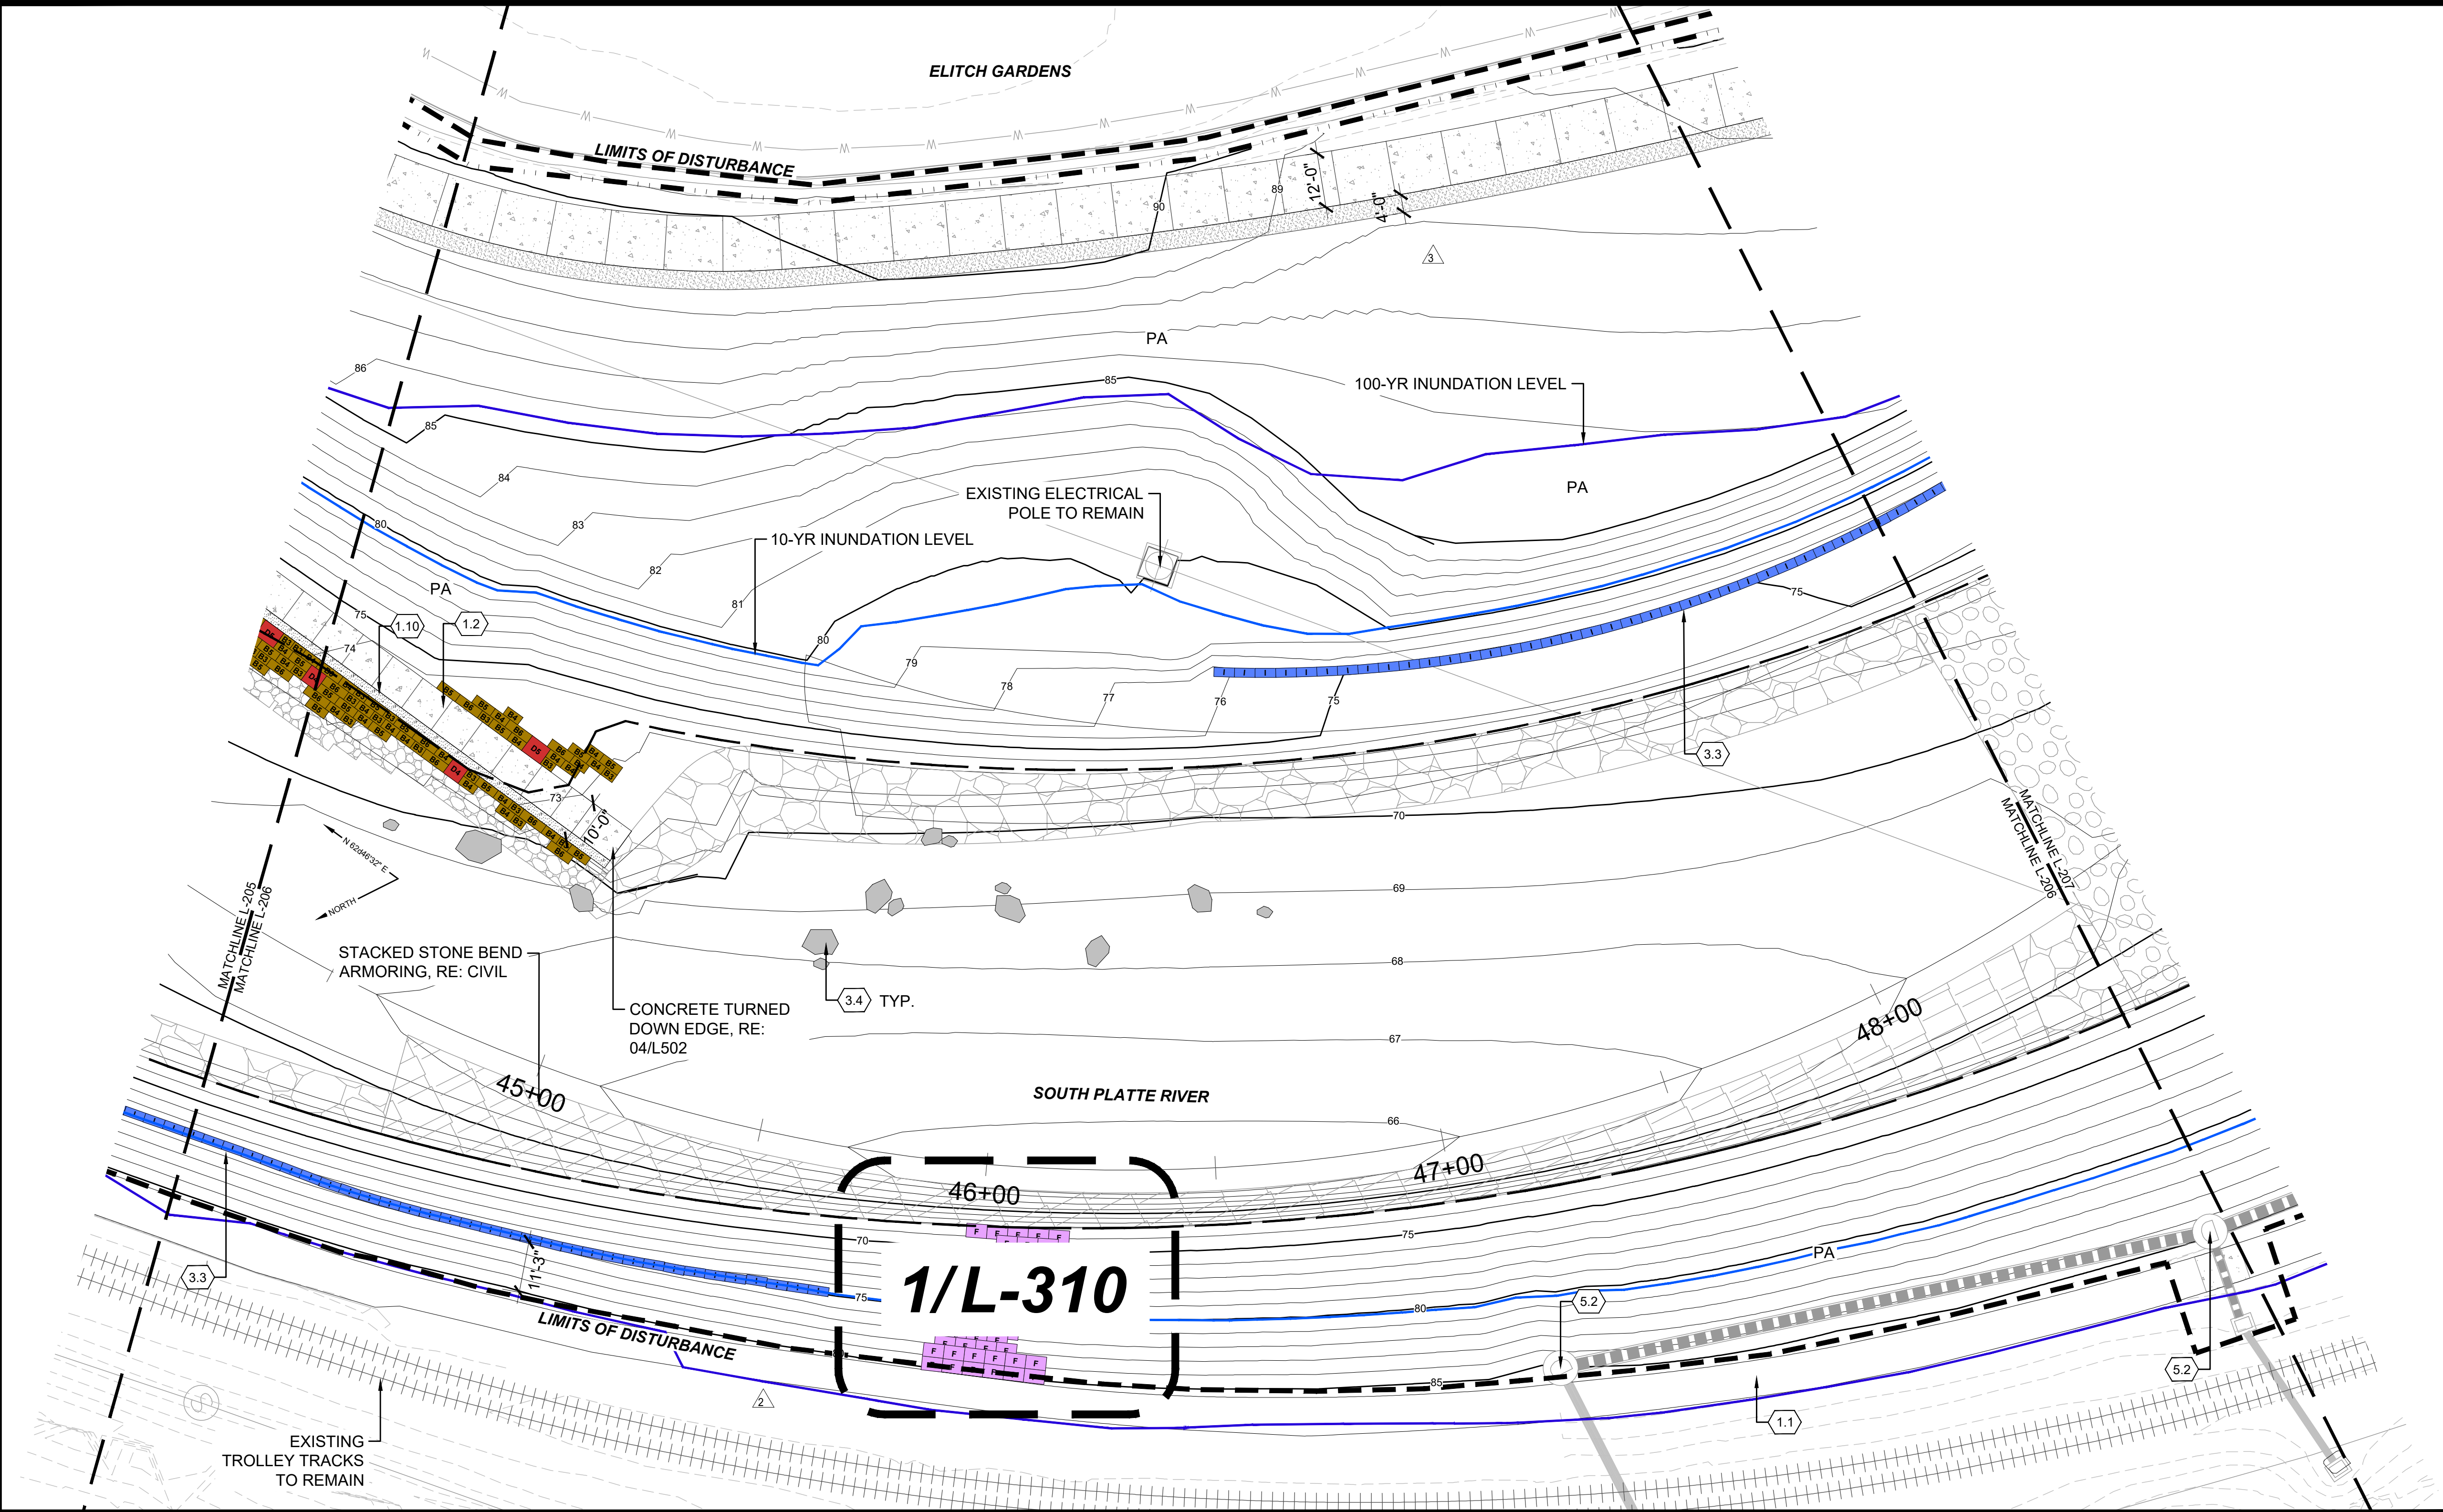 ELITCH GARDENS
LIMITS OF DISTURBANCE
12'-0"
4'-0"
89
90
3
PA
86
85
85
100-YR INUNDATION LEVEL
84
83
82
81
80
80
79
78
77
76
75
75
75
74
73
EXISTING ELECTRICAL
POLE TO REMAIN
10-YR INUNDATION LEVEL
PA
PA
1.10
1.2
3.3
D5
D4
10'-0"
70
69
68
67
66
N 62d46'32" E
NORTH
MATCHLINE L-205
MATCHLINE L-206
MATCHLINE L-207
MATCHLINE L-206
STACKED STONE BEND
ARMORING, RE: CIVIL
CONCRETE TURNED
DOWN EDGE, RE:
04/L502
3.4 TYP.
SOUTH PLATTE RIVER
45+00
46+00
47+00
48+00
F F F F F
70
75
75
80
85
1/L-310
F F F F F F
3.3
11'-3"
LIMITS OF DISTURBANCE
2
PA
5.2
5.2
1.1
EXISTING
TROLLEY TRACKS
TO REMAIN